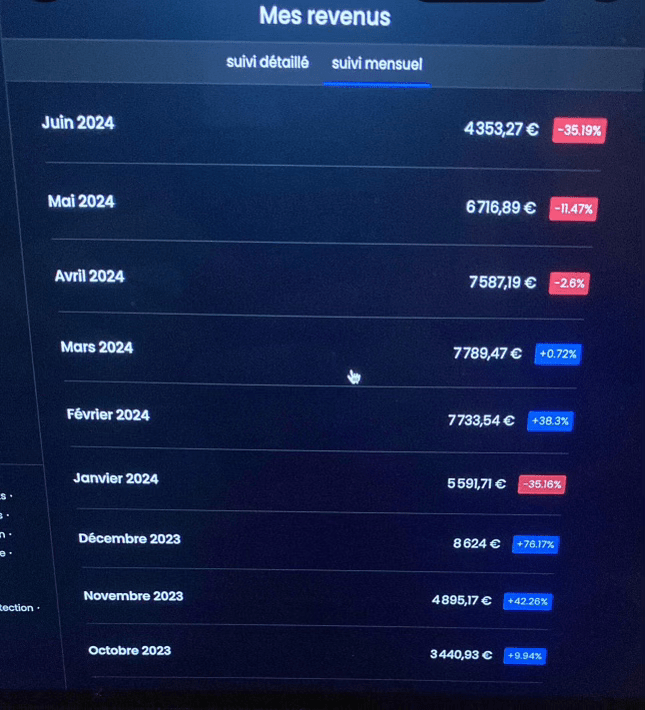 Mes revenus
suivi détaillé suivi mensuel
Juin 2024 4 353,27 € -35.19%
Mai 2024 6 716,89 € -11.47%
Avril 2024 7 587,19 € -2.6%
Mars 2024 7 789,47 € +0.72%
Février 2024 7 733,54 € +38.3%
Janvier 2024 5 591,71 € -35.16%
Décembre 2023 8 624 € +76.17%
Novembre 2023 4 895,17 € +42.26%
Octobre 2023 3 440,93 € +9.94%
s ·
s ·
n ·
e ·
tection ·